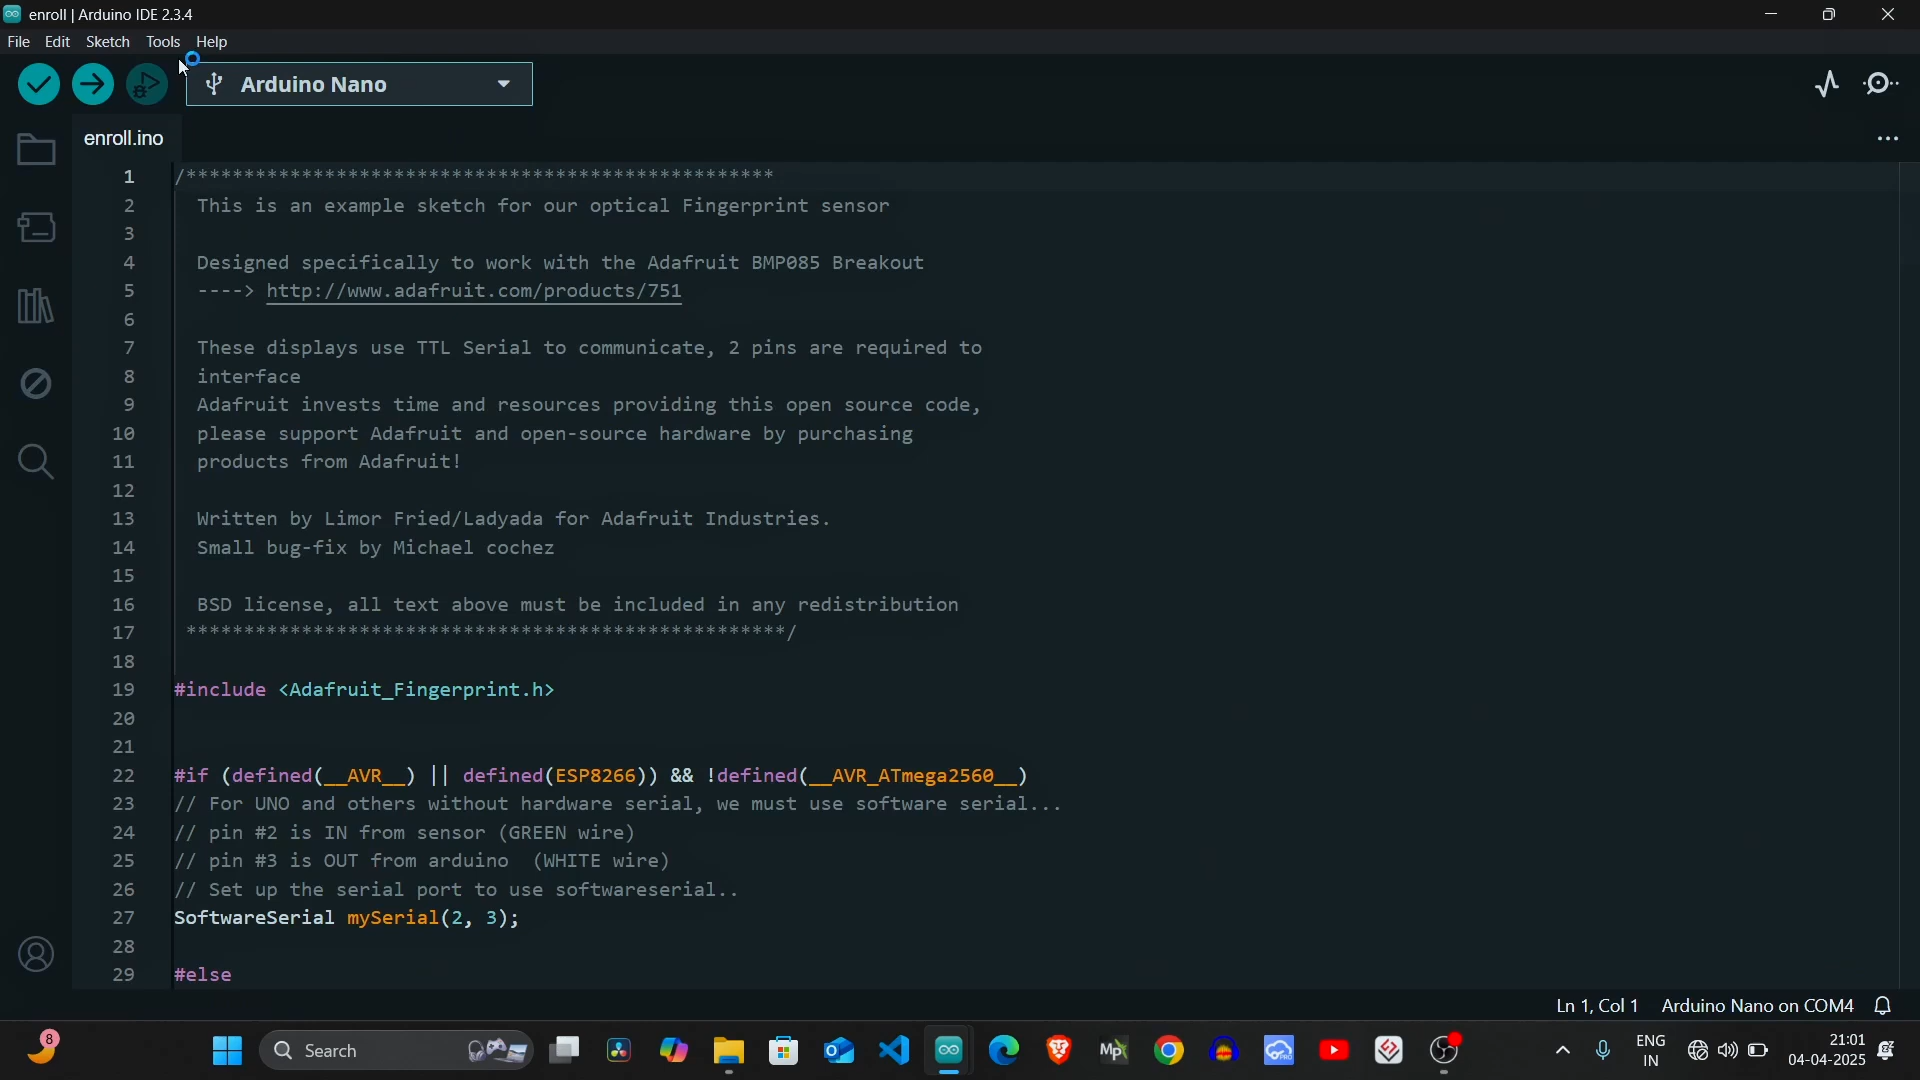 enroll | Arduino IDE 2.3.4
File Edit Sketch Tools Help
Arduino Nano
enroll.ino
1 /***************************************************
2 This is an example sketch for our optical Fingerprint sensor
3
4 Designed specifically to work with the Adafruit BMP085 Breakout
5 ----> http://www.adafruit.com/products/751
6
7 These displays use TTL Serial to communicate, 2 pins are required to
8 interface
9 Adafruit invests time and resources providing this open source code,
10 please support Adafruit and open-source hardware by purchasing
11 products from Adafruit!
12
13 Written by Limor Fried/Ladyada for Adafruit Industries.
14 Small bug-fix by Michael cochez
15
16 BSD license, all text above must be included in any redistribution
17 ****************************************************/
18
19 #include <Adafruit_Fingerprint.h>
20
21
22 #if (defined(__AVR__) || defined(ESP8266)) && !defined(__AVR_ATmega2560__)
23 // For UNO and others without hardware serial, we must use software serial...
24 // pin #2 is IN from sensor (GREEN wire)
25 // pin #3 is OUT from arduino  (WHITE wire)
26 // Set up the serial port to use softwareserial..
27 SoftwareSerial mySerial(2, 3);
28
29 #else
Ln 1, Col 1 Arduino Nano on COM4
8
Search
Mp
PRO
ENG
IN
21:01
04-04-2025